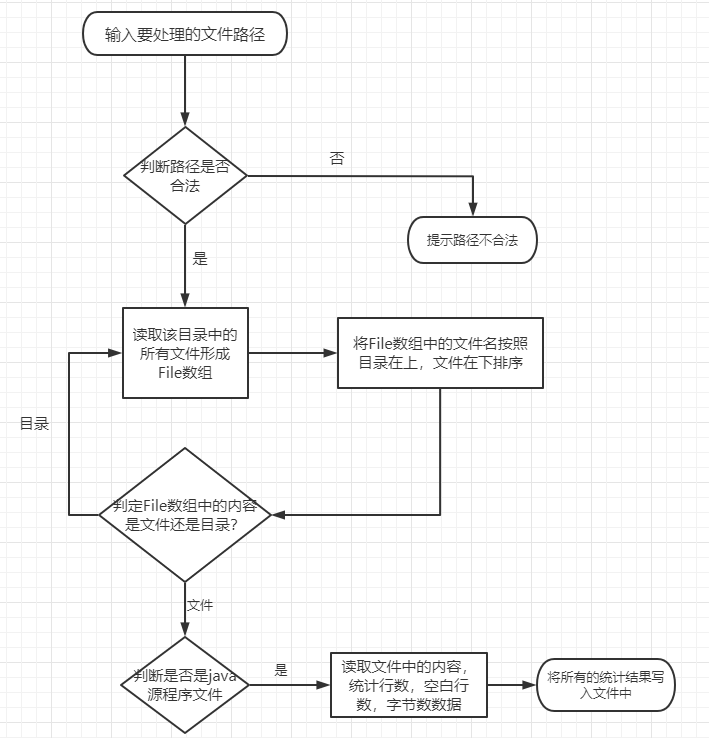 输入要处理的文件路径
判断路径是否
合法
否
提示路径不合法
是
读取该目录中的
所有文件形成
File数组
将File数组中的文件名按照
目录在上，文件在下排序
目录
判定File数组中的内容
是文件还是目录？
文件
判断是否是java
源程序文件
是
读取文件中的内容，
统计行数，空白行
数，字节数数据
将所有的统计结果写
入文件中